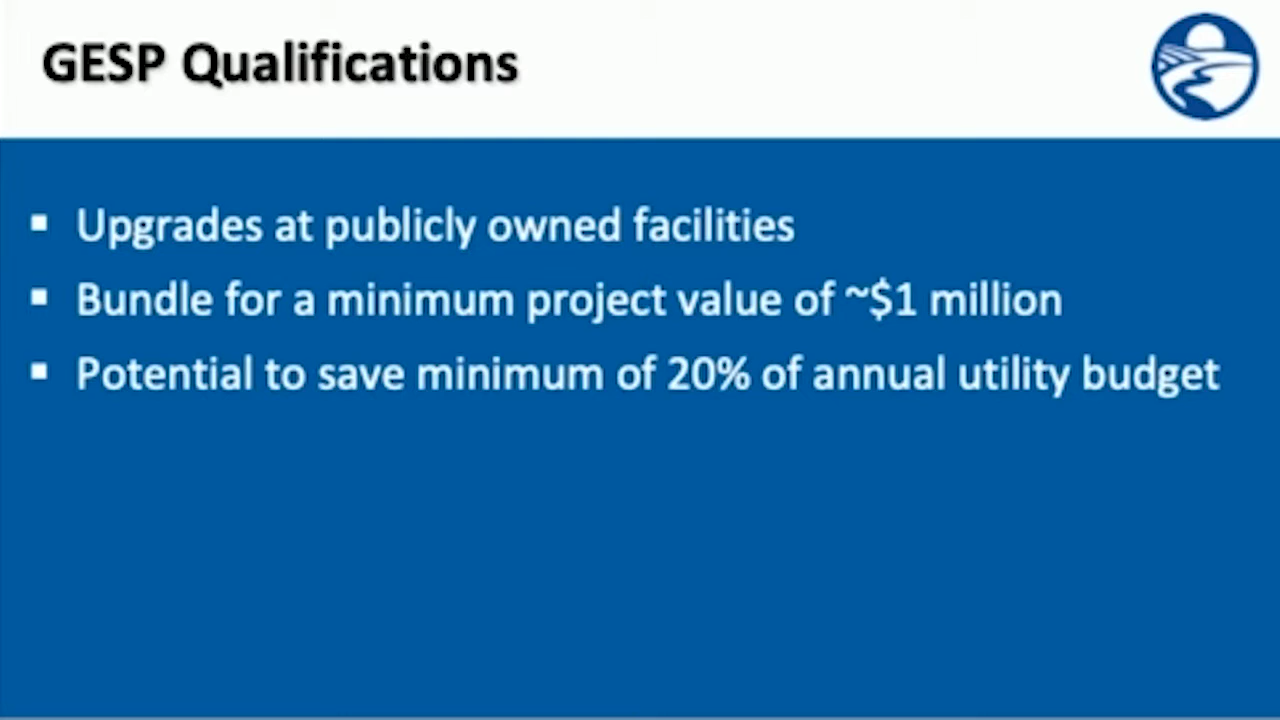 GESP Qualifications
▪ Upgrades at publicly owned facilities
▪ Bundle for a minimum project value of ~$1 million
▪ Potential to save minimum of 20% of annual utility budget